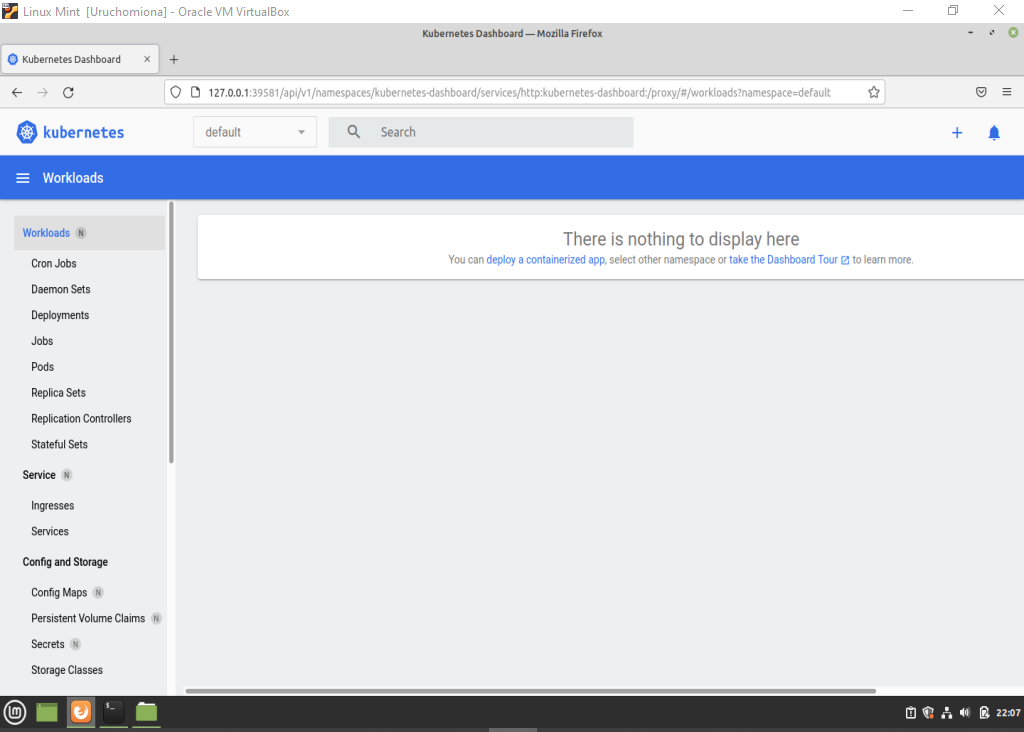 Linux Mint [Uruchomiona] - Oracle VM VirtualBox
Kubernetes Dashboard — Mozilla Firefox
Kubernetes Dashboard
127.0.0.1:39581/api/v1/namespaces/kubernetes-dashboard/services/http:kubernetes-dashboard:/proxy/#/workloads?namespace=default
kubernetes
default
Search
Workloads
Workloads N
Cron Jobs
Daemon Sets
Deployments
Jobs
Pods
Replica Sets
Replication Controllers
Stateful Sets
Service N
Ingresses
Services
Config and Storage
Config Maps N
Persistent Volume Claims N
Secrets N
Storage Classes
There is nothing to display here
You can deploy a containerized app, select other namespace or take the Dashboard Tour to learn more.
22:07